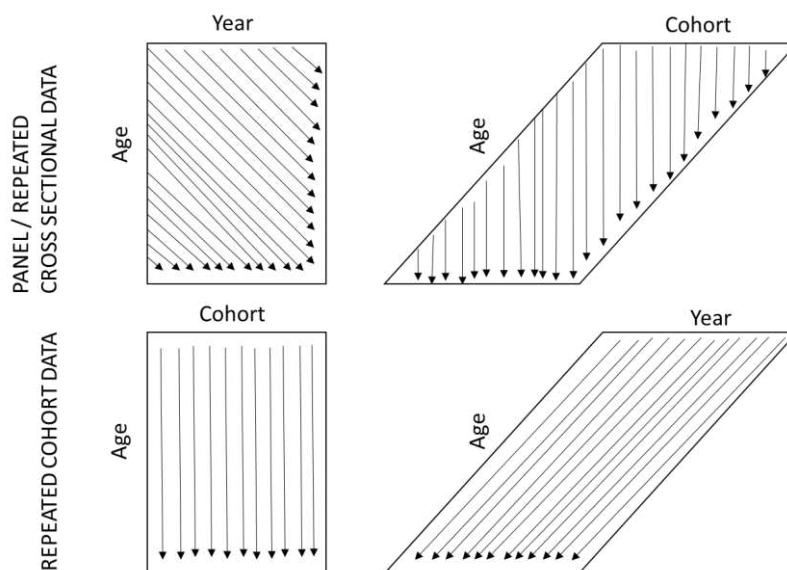 Year
Cohort
PANEL / REPEATED
CROSS SECTIONAL DATA
Age
Age
Cohort
Year
REPEATED COHORT DATA
Age
Age